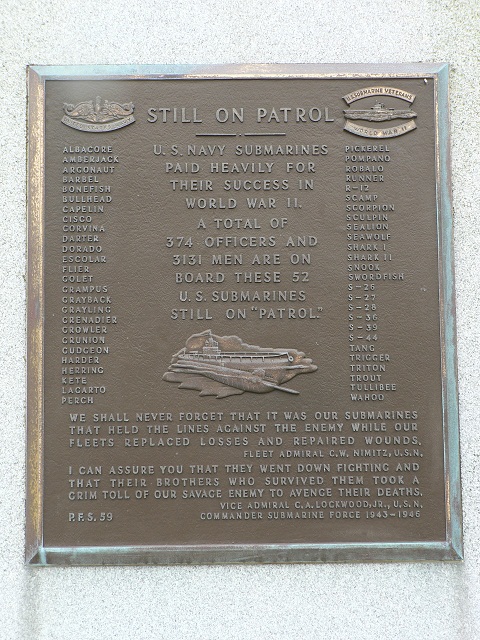 STILL ON PATROL
U.S. SUBMARINE VETERANS
WORLD WAR II
ALBACORE
AMBERJACK
ARGONAUT
BARBEL
BONEFISH
BULLHEAD
CAPELIN
CISCO
CORVINA
DARTER
DORADO
ESCOLAR
FLIER
GOLET
GRAMPUS
GRAYBACK
GRAYLING
GRENADIER
GROWLER
GRUNION
GUDGEON
HARDER
HERRING
KETE
LAGARTO
PERCH
U.S. NAVY SUBMARINES
PAID HEAVILY FOR
THEIR SUCCESS IN
WORLD WAR II.
A TOTAL OF
374 OFFICERS AND
3131 MEN ARE ON
BOARD THESE 52
U.S. SUBMARINES
STILL ON "PATROL."
PICKEREL
POMPANO
ROBALO
RUNNER
R-12
SCAMP
SCORPION
SCULPIN
SEALION
SEAWOLF
SHARK I
SHARK II
SNOOK
SWORDFISH
S-26
S-27
S-28
S-36
S-39
S-44
TANG
TRIGGER
TRITON
TROUT
TULLIBEE
WAHOO
WE SHALL NEVER FORGET THAT IT WAS OUR SUBMARINES
THAT HELD THE LINES AGAINST THE ENEMY WHILE OUR
FLEETS REPLACED LOSSES AND REPAIRED WOUNDS.
FLEET ADMIRAL C.W. NIMITZ, U.S.N.
I CAN ASSURE YOU THAT THEY WENT DOWN FIGHTING AND
THAT THEIR BROTHERS WHO SURVIVED THEM TOOK A
GRIM TOLL OF OUR SAVAGE ENEMY TO AVENGE THEIR DEATHS.
VICE ADMIRAL C.A. LOCKWOOD, JR., U.S.N.
P.F.S. 59 COMMANDER SUBMARINE FORCE 1943-1946